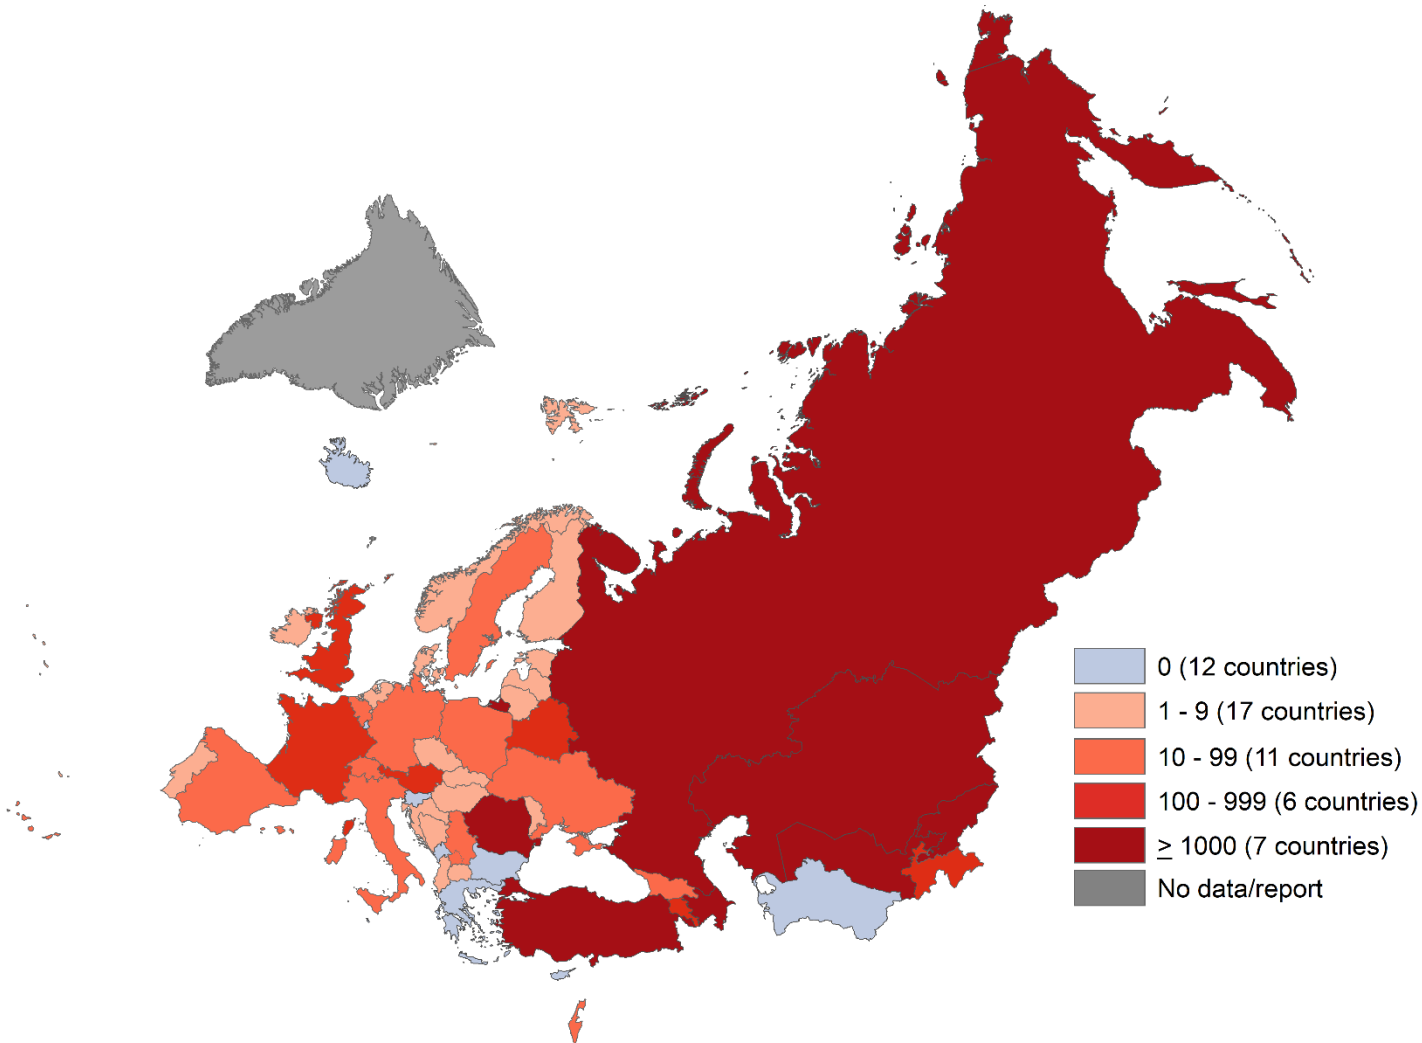 0 (12 countries)
1 - 9 (17 countries)
10 - 99 (11 countries)
100 - 999 (6 countries)
≥ 1000 (7 countries)
No data/report